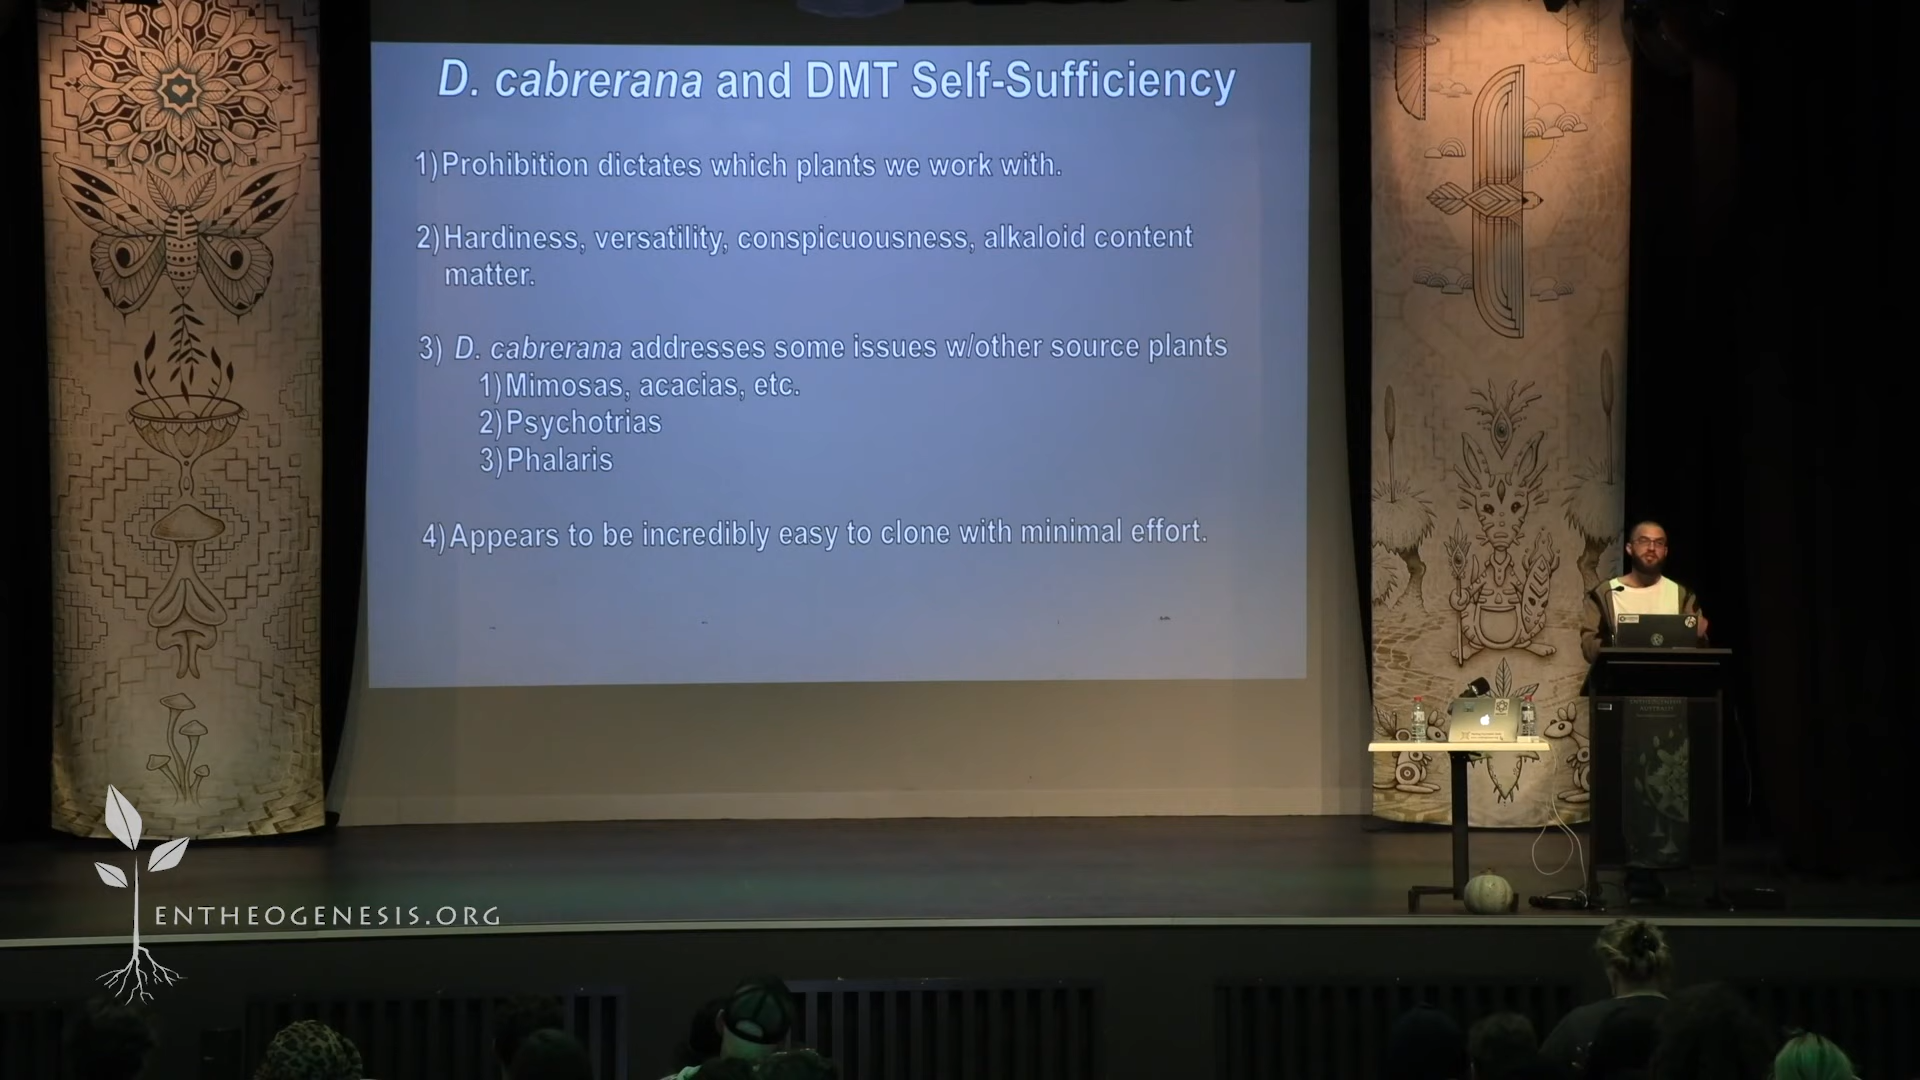 D. cabrerana and DMT Self-Sufficiency
1) Prohibition dictates which plants we work with.
2) Hardiness, versatility, conspicuousness, alkaloid content
matter.
3) D. cabrerana addresses some issues w/other source plants
1) Mimosas, acacias, etc.
2) Psychotrias
3) Phalaris
4) Appears to be incredibly easy to clone with minimal effort.
ENTHEOGENESIS
AUSTRALIS
ENTHEOGENESIS.ORG